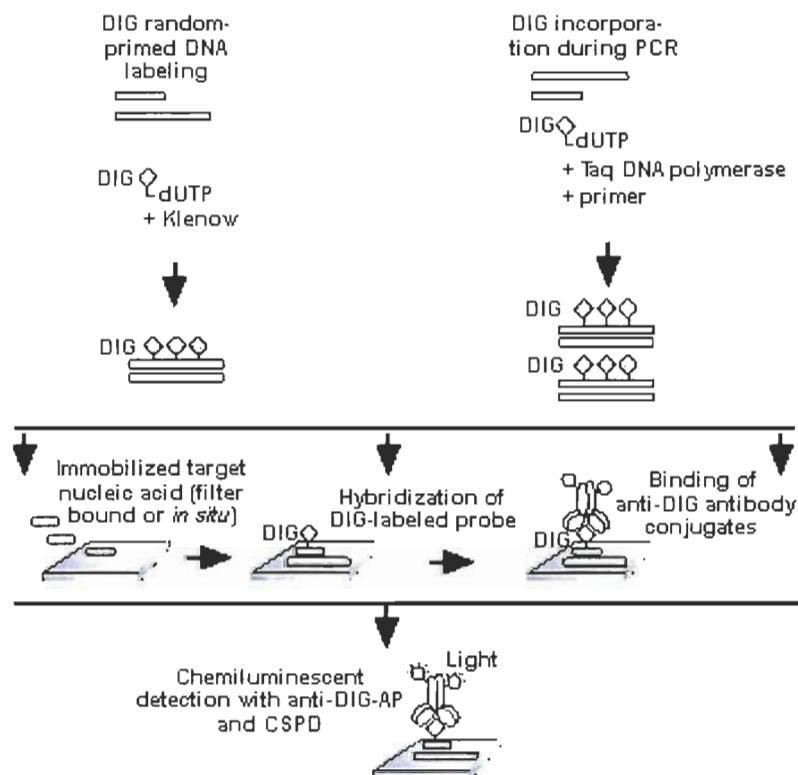 DIG random-
primed DNA
labeling
DIG
dUTP
+ Klenow
DIG
DIG incorpora-
tion during PCR
DIG
dUTP
+ Taq DNA polymerase
+ primer
DIG
DIG
Immobilized target
nucleic acid (filter
bound or in situ)
Hybridization of
DIG-labeled probe
DIG
Binding of
anti-DIG antibody
conjugates
DIG
Chemiluminescent
detection with anti-DIG-AP
and CSPD
Light